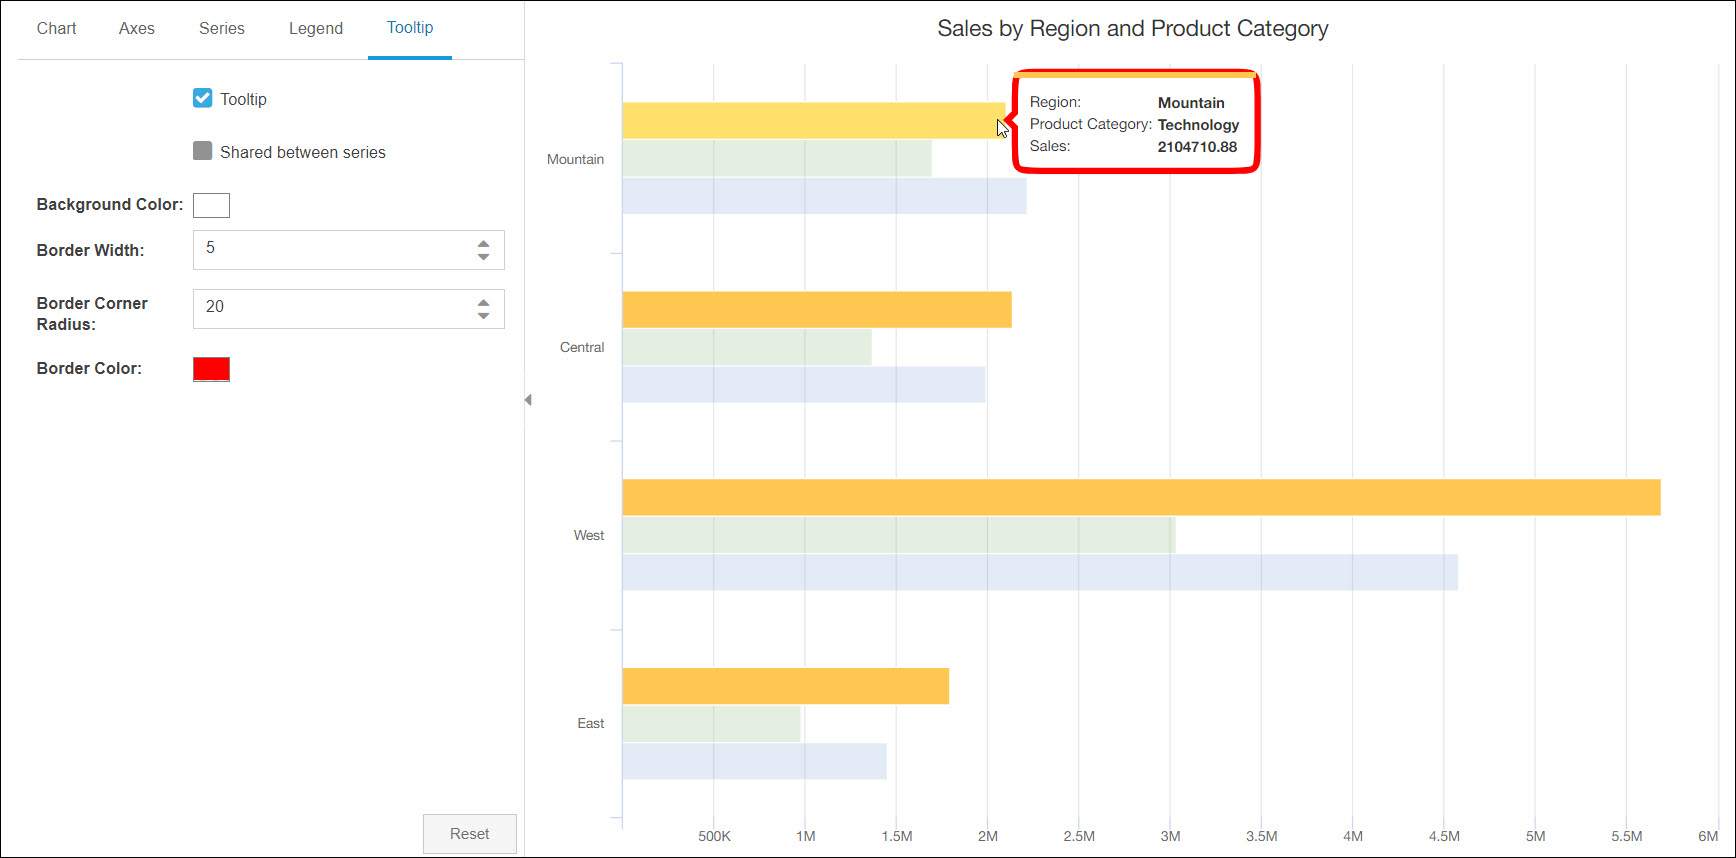 Chart Axes Series Legend Tooltip
Tooltip
Shared between series
Background Color:
Border Width: 5
Border Corner
Radius: 20
Border Color:
Reset
Sales by Region and Product Category
Region: Mountain
Product Category: Technology
Sales: 2104710.88
Mountain
Central
West
East
500K 1M 1.5M 2M 2.5M 3M 3.5M 4M 4.5M 5M 5.5M 6M